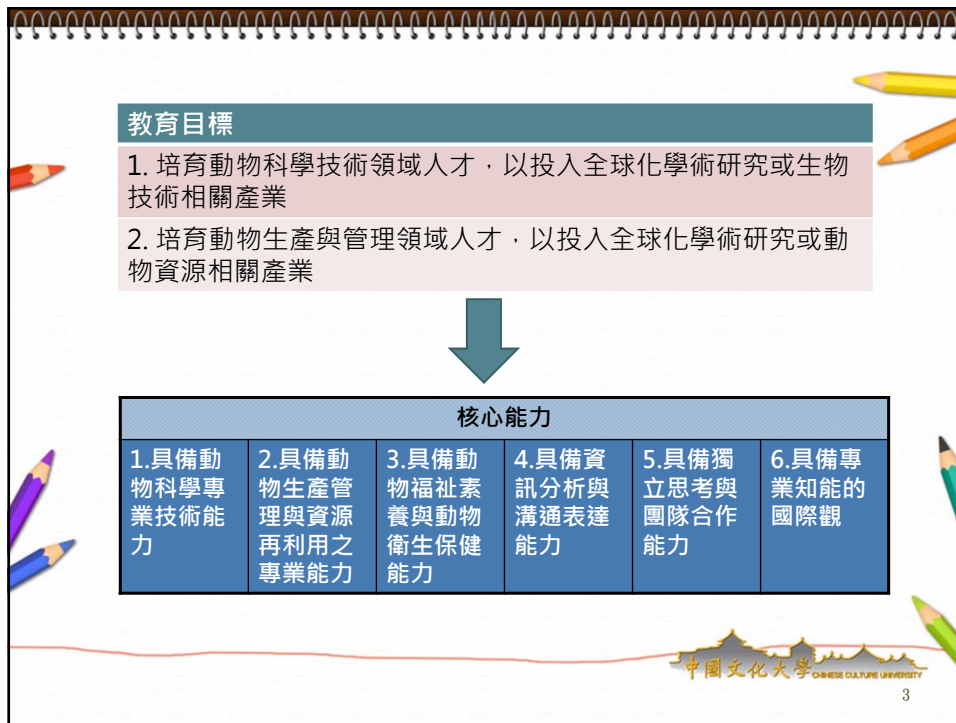 教育目標
1. 培育動物科學技術領域人才，以投入全球化學術研究或生物
技術相關產業
2. 培育動物生產與管理領域人才，以投入全球化學術研究或動
物資源相關產業
核心能力
1.具備動
物科學專
業技術能
力
2.具備動
物生產管
理與資源
再利用之
專業能力
3.具備動
物福祉素
養與動物
衛生保健
能力
4.具備資
訊分析與
溝通表達
能力
5.具備獨
立思考與
團隊合作
能力
6.具備專
業知能的
國際觀
中國文化大學 CHINESE CULTURE UNIVERSITY
3